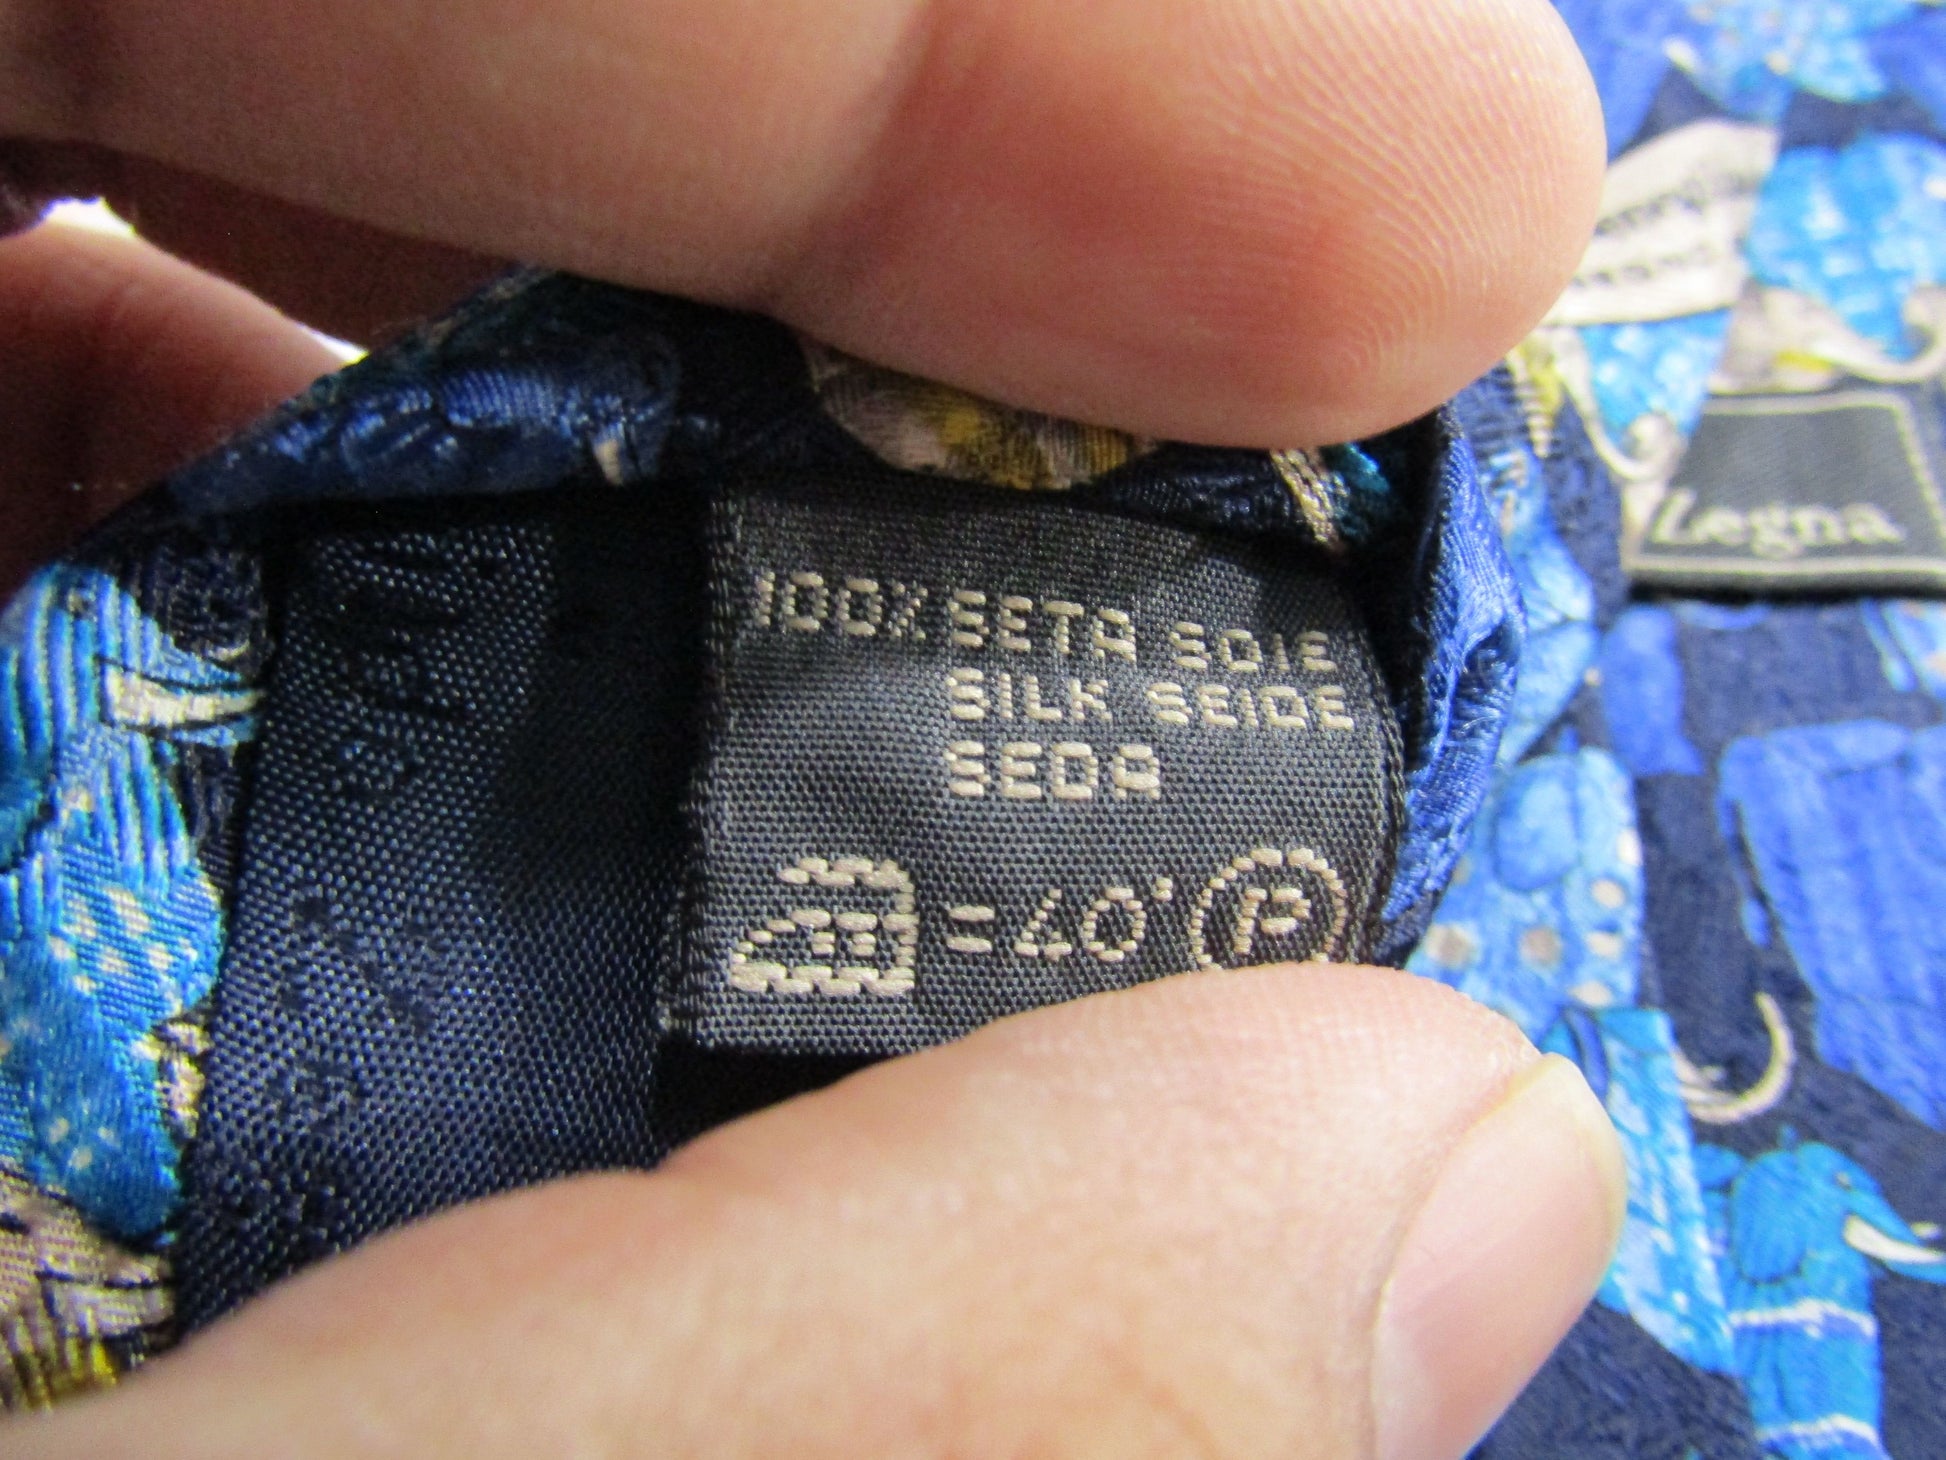 100% SETA SOIE
SILK SEIDE
SEDA
=40°
P
Legna